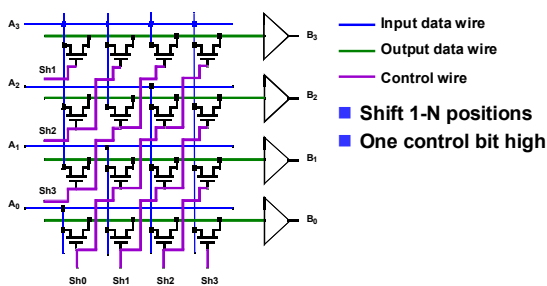 A3
B3
Input data wire
Output data wire
Control wire
Sh1
A2
B2
Shift 1-N positions
One control bit high
Sh2
A1
B1
Sh3
A0
B0
Sh0 Sh1 Sh2 Sh3